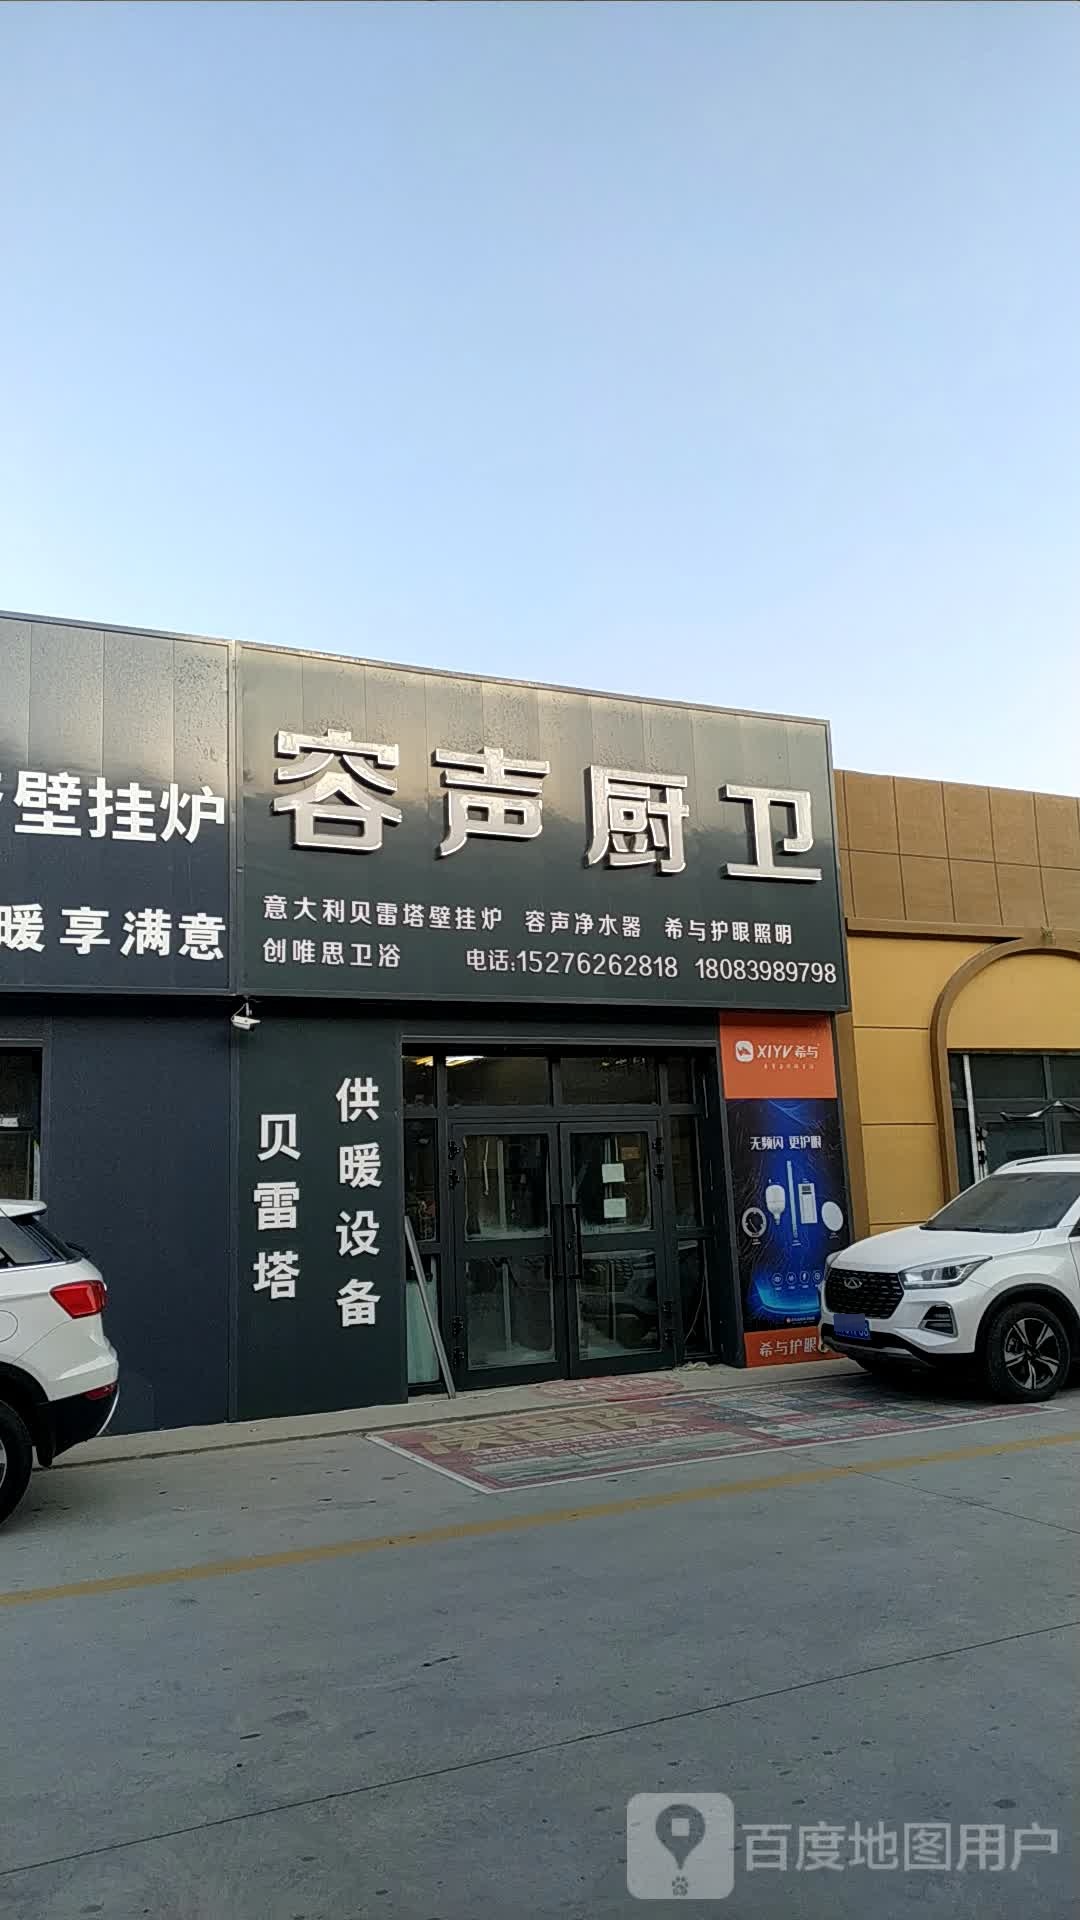 壁挂炉
暖享满意
容声厨卫
意大利贝雷塔壁挂炉 容声净水器 希与护眼照明
创唯思卫浴 电话:15276262818 18083989798
贝雷塔
供暖设备
XIYV 希与
无频闪 更护眼
希与护眼
百度地图用户